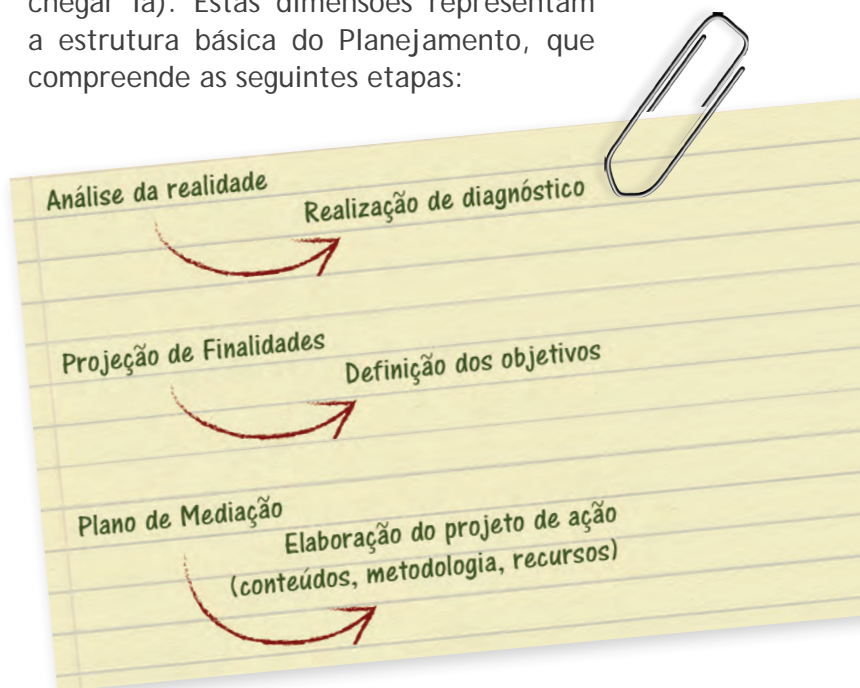 chegar lá). Estas dimensões representam
a estrutura básica do Planejamento, que
compreende as seguintes etapas:
Análise da realidade
Realização de diagnóstico
Projeção de Finalidades
Definição dos objetivos
Plano de Mediação
Elaboração do projeto de ação
(conteúdos, metodologia, recursos)